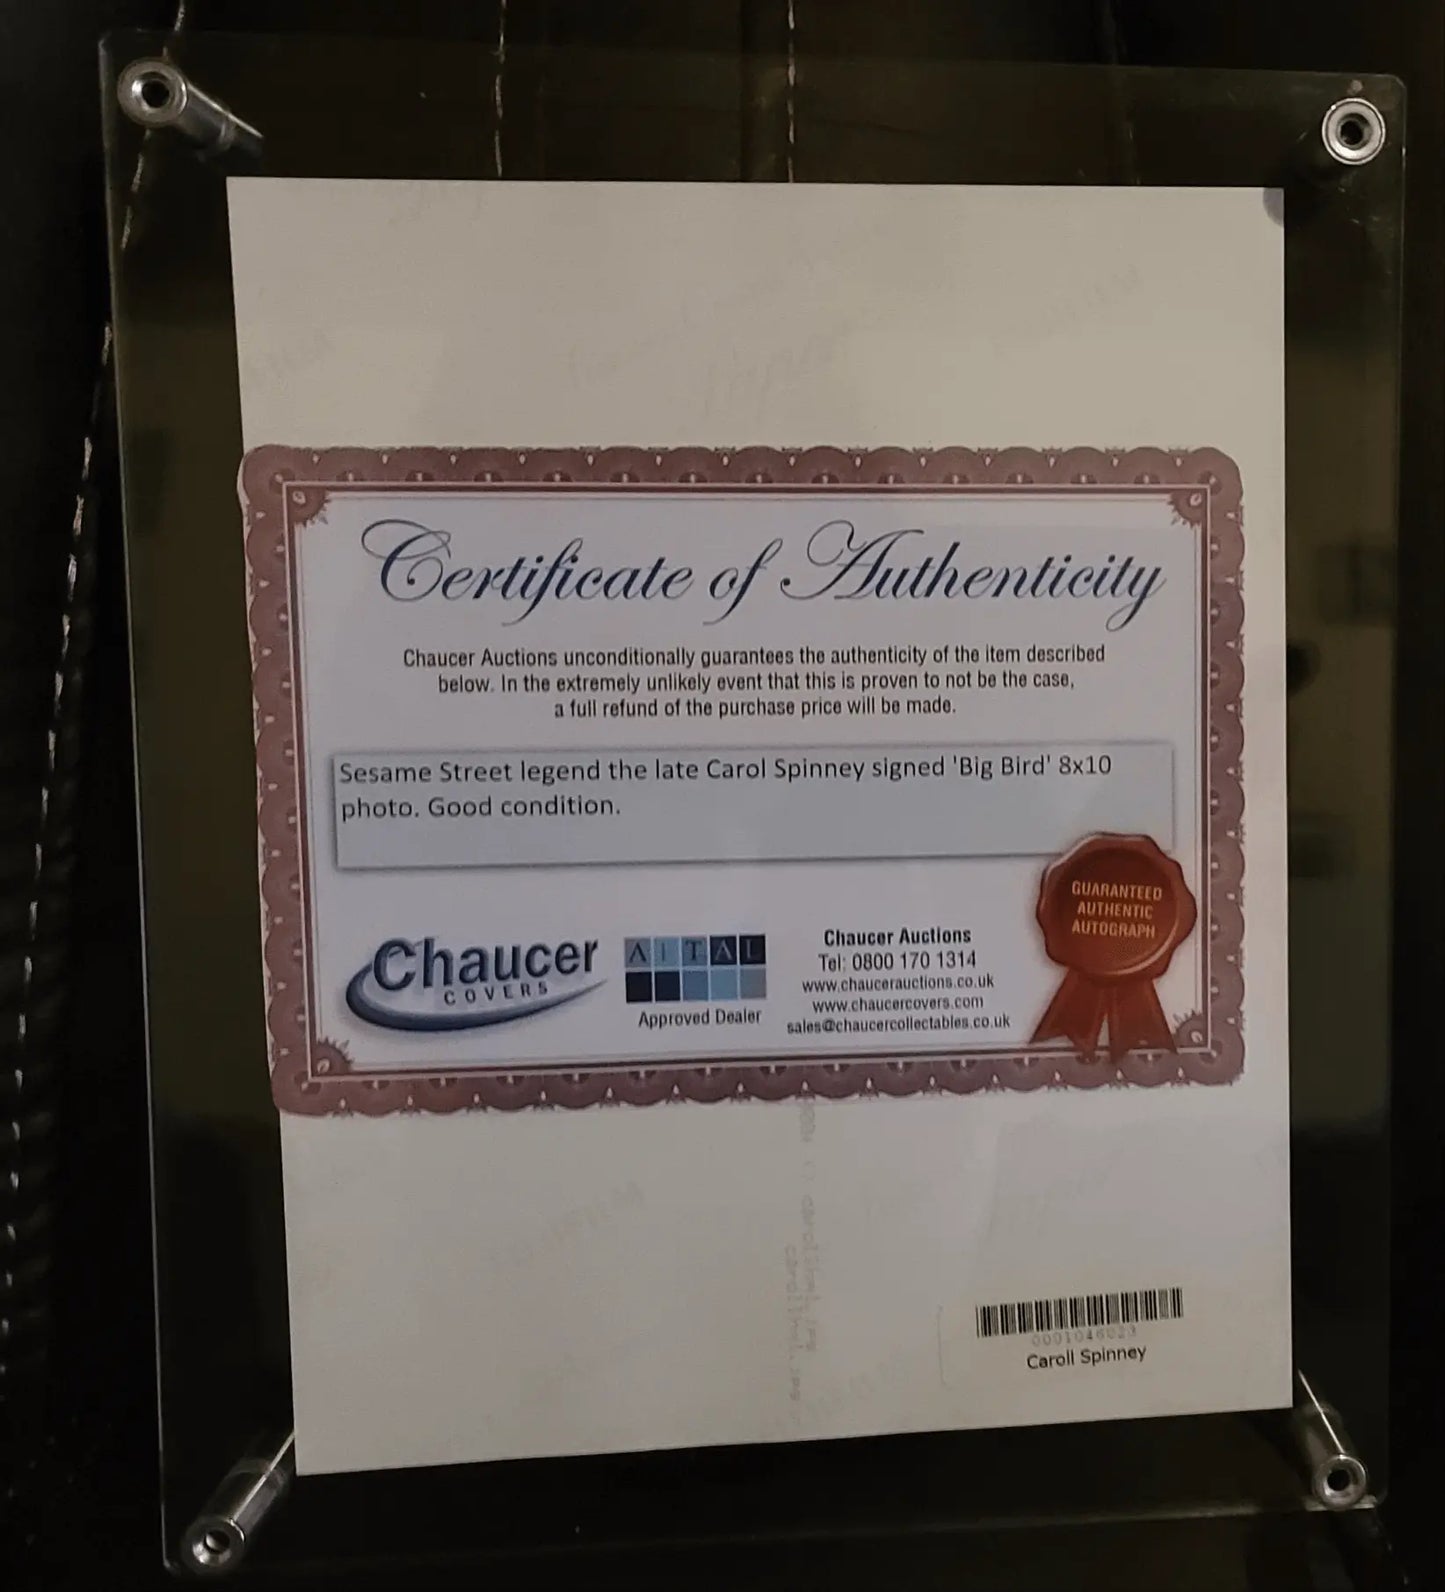 Certificate of Authenticity
Chaucer Auctions unconditionally guarantees the authenticity of the item described
below. In the extremely unlikely event that this is proven to not be the case,
a full refund of the purchase price will be made.
Sesame Street legend the late Carol Spinney signed 'Big Bird' 8x10
photo. Good condition.
GUARANTEED
AUTHENTIC
AUTOGRAPH
Chaucer
COVERS
AITAL
Approved Dealer
Chaucer Auctions
Tel: 0800 170 1314
www.chaucerauctions.co.uk
www.chaucercovers.com
sales@chaucercollectables.co.uk
0001046023
Caroll Spinney